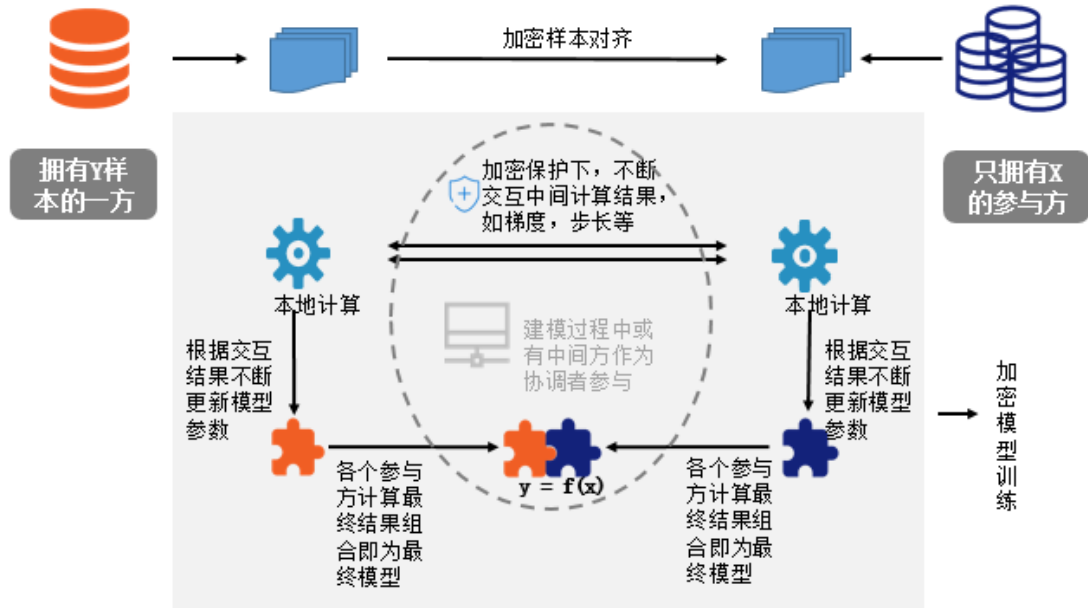 加密样本对齐
拥有Y样
本的一方
只拥有X
的参与方
加密保护下，不断
交互中间计算结果，
如梯度，步长等
本地计算
本地计算
建模过程中或
有中间方作为
协调者参与
根据交互
结果不断
更新模型
参数
根据交互
结果不断
更新模型
参数
加
密
模
型
训
练
y = f(x)
各个参与
方计算最
终结果组
合即为最
终模型
各个参与
方计算最
终结果组
合即为最
终模型